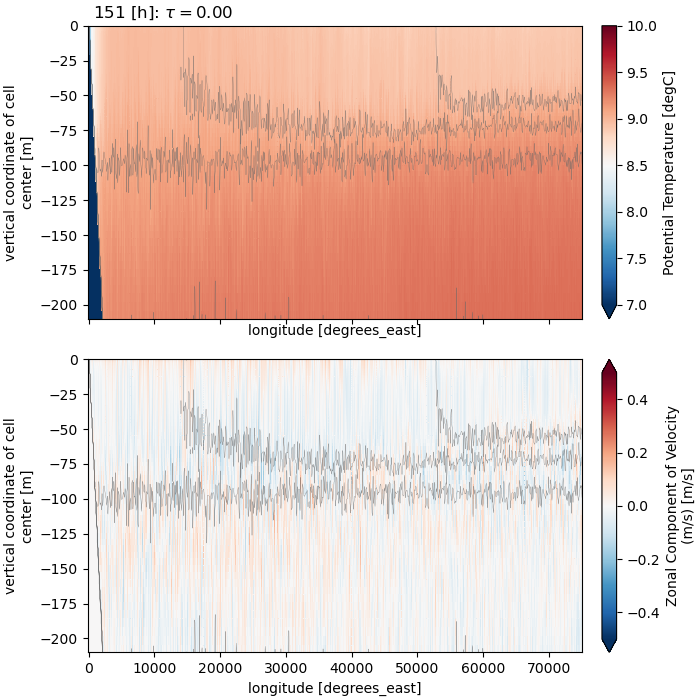 151 [h]: τ = 0.00
0
−25
−50
−75
−100
−125
−150
−175
−200
vertical coordinate of cell
center [m]
longitude [degrees_east]
10.0
9.5
9.0
8.5
8.0
7.5
7.0
Potential Temperature [degC]
0
−25
−50
−75
−100
−125
−150
−175
−200
vertical coordinate of cell
center [m]
0 10000 20000 30000 40000 50000 60000 70000
longitude [degrees_east]
0.4
0.2
0.0
−0.2
−0.4
Zonal Component of Velocity
(m/s) [m/s]